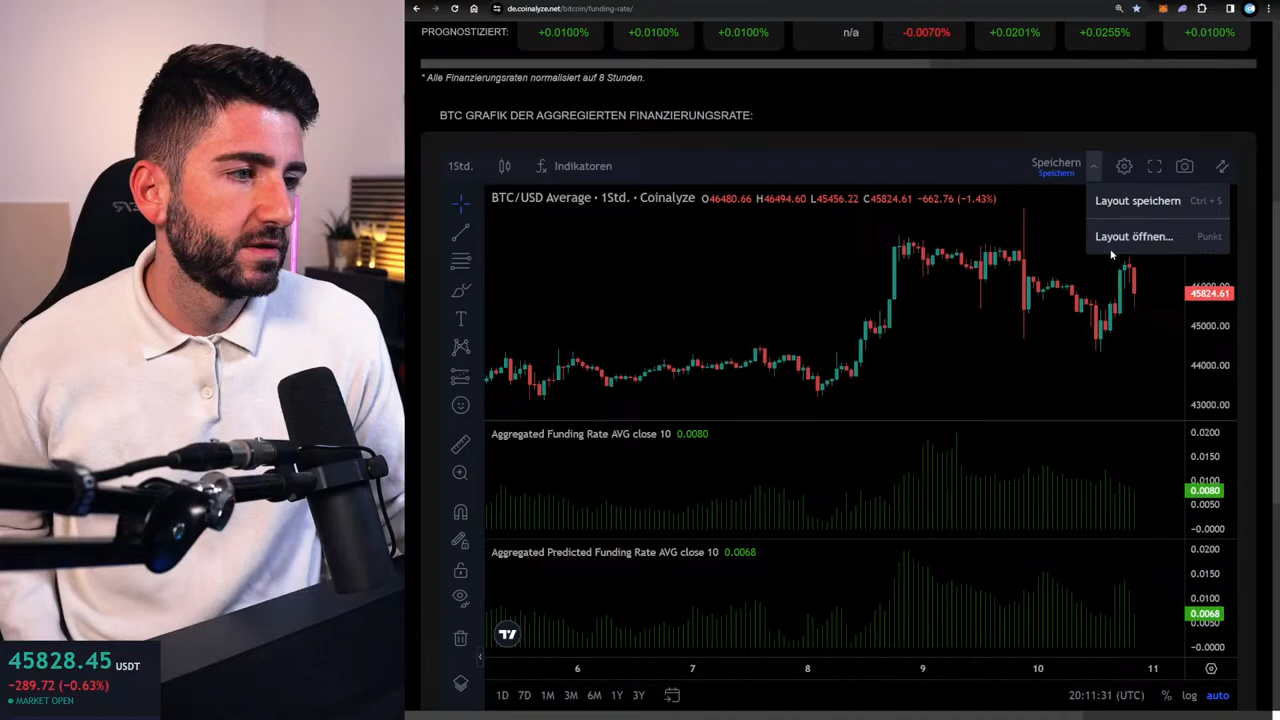 de.coinalyze.net/bitcoin/funding-rate/
PROGNOSTIZIERT: +0.0100% +0.0100% +0.0100% n/a -0.0070% +0.0201% +0.0255% +0.0100%
* Alle Finanzierungsraten normalisiert auf 8 Stunden.
BTC GRAFIK DER AGGREGIERTEN FINANZIERUNGSRATE:
1Std. Indikatoren Speichern
Speichern
BTC/USD Average · 1Std. · Coinalyze O46480.66 H46494.60 L45456.22 C45824.61 −662.76 (−1.43%)
Layout speichern Ctrl + S
Layout öffnen... Punkt
45824.61
45000.00
44000.00
43000.00
Aggregated Funding Rate AVG close 10 0.0080
0.0200
0.0150
0.0100
0.0080
0.0050
−0.0000
Aggregated Predicted Funding Rate AVG close 10 0.0068
0.0200
0.0150
0.0100
0.0068
0.0050
−0.0000
6 7 8 9 10 11
1D 7D 1M 3M 6M 1Y 3Y 20:11:31 (UTC) % log auto
45828.45 USDT
−289.72 (−0.63%)
MARKET OPEN